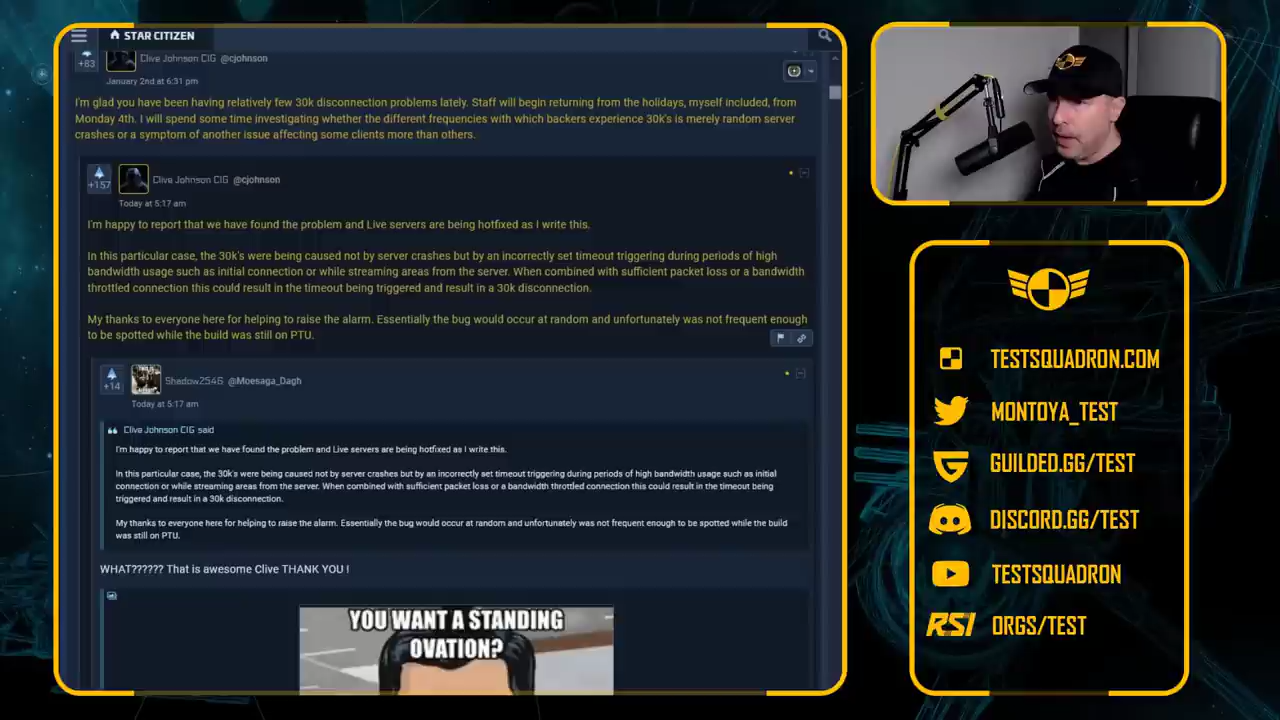 STAR CITIZEN
+83
Clive Johnson CIG @cjohnson
January 2nd at 6:31 pm
I'm glad you have been having relatively few 30k disconnection problems lately. Staff will begin returning from the holidays, myself included, from
Monday 4th. I will spend some time investigating whether the different frequencies with which backers experience 30k's is merely random server
crashes or a symptom of another issue affecting some clients more than others.
+157
Clive Johnson CIG @cjohnson
Today at 5:17 am
I'm happy to report that we have found the problem and Live servers are being hotfixed as I write this.
In this particular case, the 30k's were being caused not by server crashes but by an incorrectly set timeout triggering during periods of high
bandwidth usage such as initial connection or while streaming areas from the server. When combined with sufficient packet loss or a bandwidth
throttled connection this could result in the timeout being triggered and result in a 30k disconnection.
My thanks to everyone here for helping to raise the alarm. Essentially the bug would occur at random and unfortunately was not frequent enough
to be spotted while the build was still on PTU.
+14
Shadow2546 @Moesaga_Dagh
Today at 5:17 am
Clive Johnson CIG said
I'm happy to report that we have found the problem and Live servers are being hotfixed as I write this.
In this particular case, the 30k's were being caused not by server crashes but by an incorrectly set timeout triggering during periods of high bandwidth usage such as initial
connection or while streaming areas from the server. When combined with sufficient packet loss or a bandwidth throttled connection this could result in the timeout being
triggered and result in a 30k disconnection.
My thanks to everyone here for helping to raise the alarm. Essentially the bug would occur at random and unfortunately was not frequent enough to be spotted while the build
was still on PTU.
WHAT?????? That is awesome Clive THANK YOU !
YOU WANT A STANDING
OVATION?
TESTSQUADRON.COM
MONTOYA_TEST
GUILDED.GG/TEST
DISCORD.GG/TEST
TESTSQUADRON
RSI ORGS/TEST